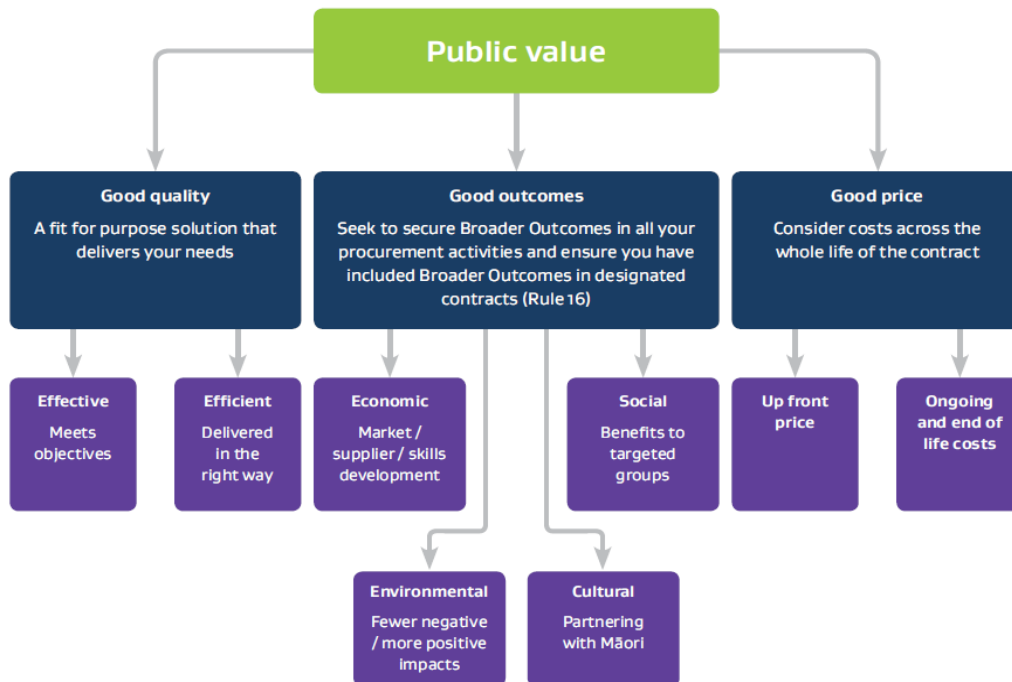 Public value
Good quality
A fit for purpose solution that
delivers your needs
Good outcomes
Seek to secure Broader Outcomes in all your
procurement activities and ensure you have
included Broader Outcomes in designated
contracts (Rule 16)
Good price
Consider costs across the
whole life of the contract
Effective
Meets
objectives
Efficient
Delivered
in the
right way
Economic
Market /
supplier / skills
development
Social
Benefits to
targeted
groups
Up front
price
Ongoing
and end of
life costs
Environmental
Fewer negative
/ more positive
impacts
Cultural
Partnering
with Māori